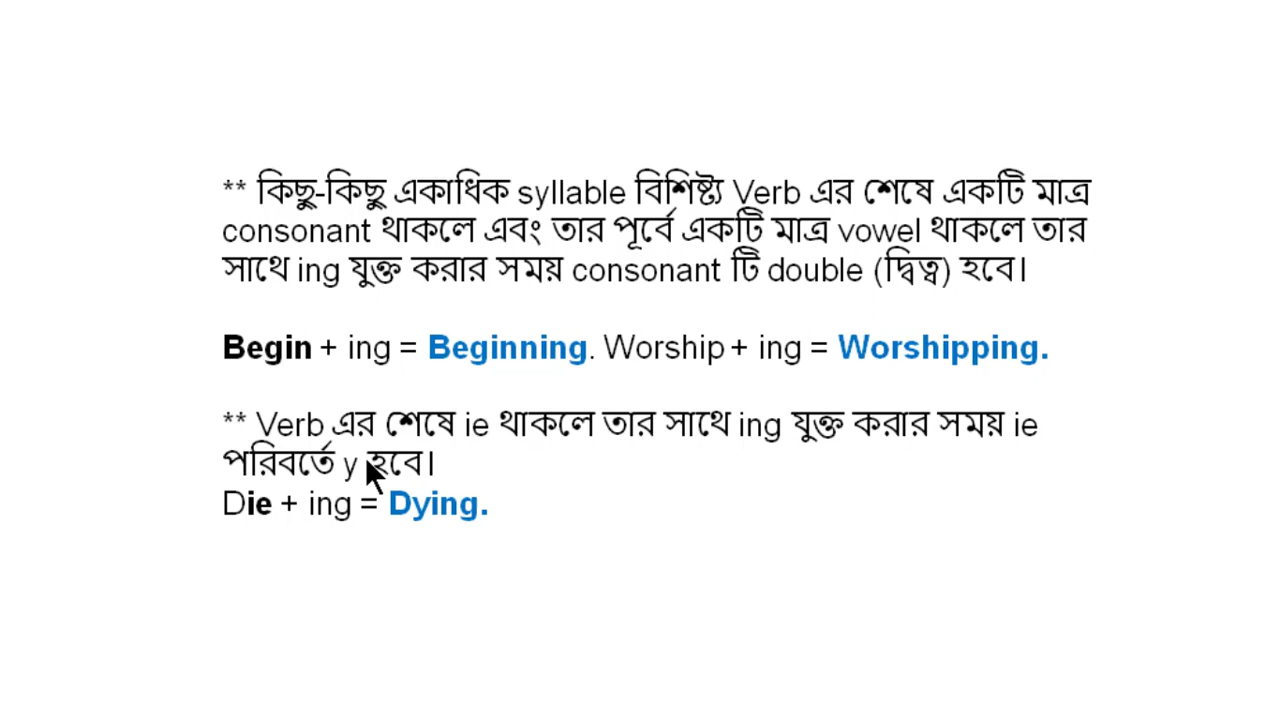 ** কিছু-কিছু একাধিক syllable বিশিষ্ট্য Verb এর শেষে একটি মাত্র
consonant থাকলে এবং তার পূর্বে একটি মাত্র vowel থাকলে তার
সাথে ing যুক্ত করার সময় consonant টি double (দ্বিত্ব) হবে।
Begin + ing = Beginning. Worship + ing = Worshipping.
** Verb এর শেষে ie থাকলে তার সাথে ing যুক্ত করার সময় ie
পরিবর্তে y হবে।
Die + ing = Dying.